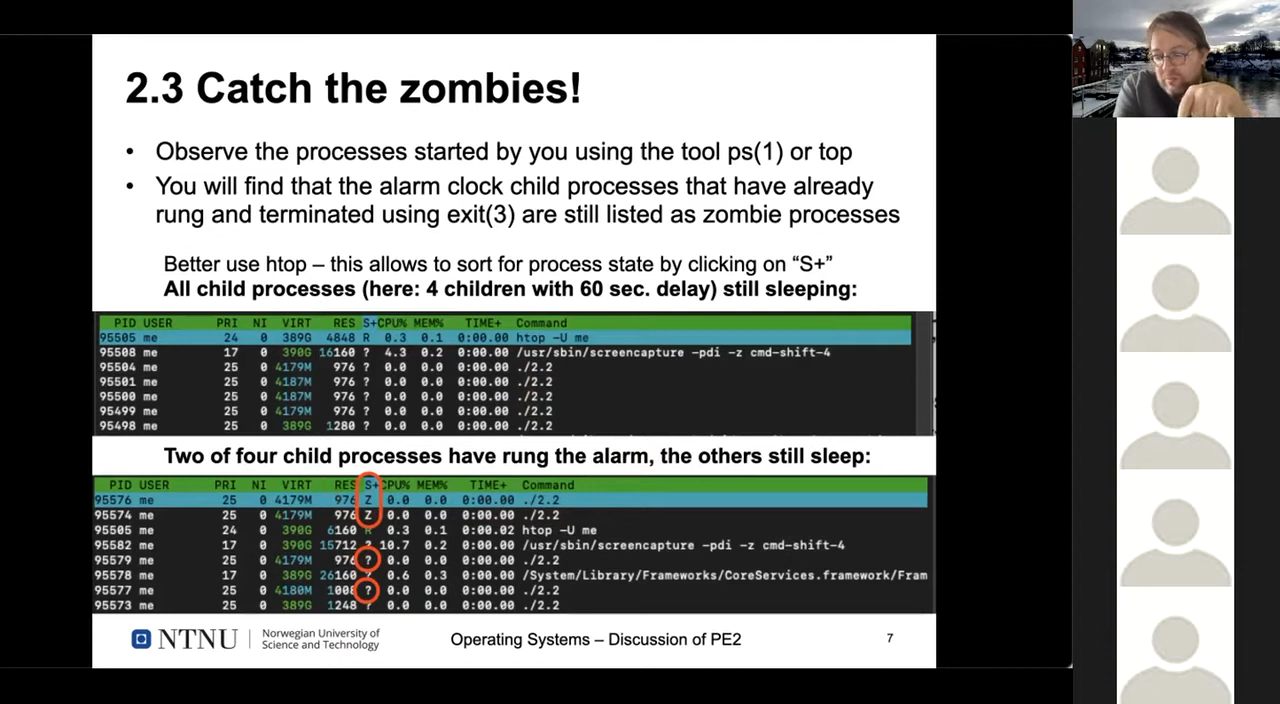 2.3 Catch the zombies!
• Observe the processes started by you using the tool ps(1) or top
• You will find that the alarm clock child processes that have already
rung and terminated using exit(3) are still listed as zombie processes
Better use htop – this allows to sort for process state by clicking on “S+”
All child processes (here: 4 children with 60 sec. delay) still sleeping:
PID USER PRI NI VIRT RES S+CPU% MEM% TIME+ Command
95505 me 24 0 389G 4848 R 0.3 0.1 0:00.00 htop -U me
95508 me 17 0 390G 16160 ? 4.3 0.2 0:00.00 /usr/sbin/screencapture -pdi -z cmd-shift-4
95504 me 25 0 4179M 976 ? 0.0 0.0 0:00.00 ./2.2
95501 me 25 0 4187M 976 ? 0.0 0.0 0:00.00 ./2.2
95500 me 25 0 4187M 976 ? 0.0 0.0 0:00.00 ./2.2
95499 me 25 0 4179M 976 ? 0.0 0.0 0:00.00 ./2.2
95498 me 25 0 389G 1280 ? 0.0 0.0 0:00.00 ./2.2
Two of four child processes have rung the alarm, the others still sleep:
PID USER PRI NI VIRT RES S+CPU% MEM% TIME+ Command
95576 me 25 0 4179M 976 Z 0.0 0.0 0:00.00 ./2.2
95574 me 25 0 4179M 976 Z 0.0 0.0 0:00.00 ./2.2
95505 me 24 0 390G 6160 R 0.3 0.1 0:00.02 htop -U me
95582 me 17 0 390G 15712 ? 10.7 0.2 0:00.00 /usr/sbin/screencapture -pdi -z cmd-shift-4
95579 me 25 0 4179M 976 ? 0.0 0.0 0:00.00 ./2.2
95578 me 17 0 389G 26160 ? 0.6 0.3 0:00.00 /System/Library/Frameworks/CoreServices.framework/Fram
95577 me 25 0 4180M 1008 ? 0.0 0.0 0:00.00 ./2.2
95573 me 25 0 389G 1248 ? 0.0 0.0 0:00.00 ./2.2
NTNU
Norwegian University of
Science and Technology
Operating Systems – Discussion of PE2
7